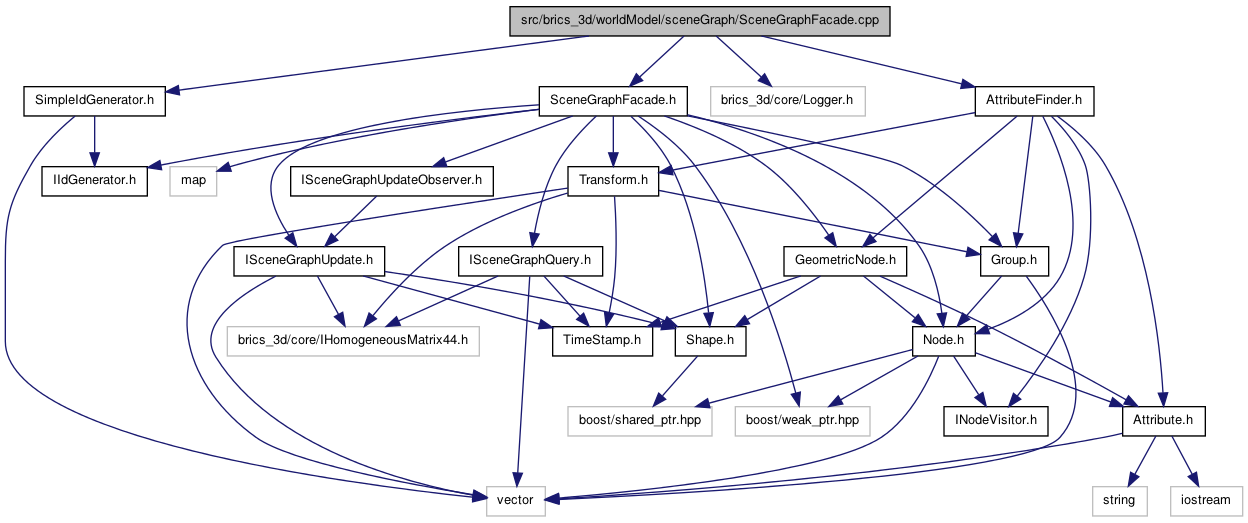 src/brics_3d/worldModel/sceneGraph/SceneGraphFacade.cpp
SimpleIdGenerator.h
SceneGraphFacade.h
brics_3d/core/Logger.h
AttributeFinder.h
IIdGenerator.h
map
ISceneGraphUpdateObserver.h
Transform.h
ISceneGraphUpdate.h
ISceneGraphQuery.h
GeometricNode.h
Group.h
brics_3d/core/IHomogeneousMatrix44.h
TimeStamp.h
Shape.h
Node.h
boost/shared_ptr.hpp
boost/weak_ptr.hpp
INodeVisitor.h
Attribute.h
vector
string
iostream